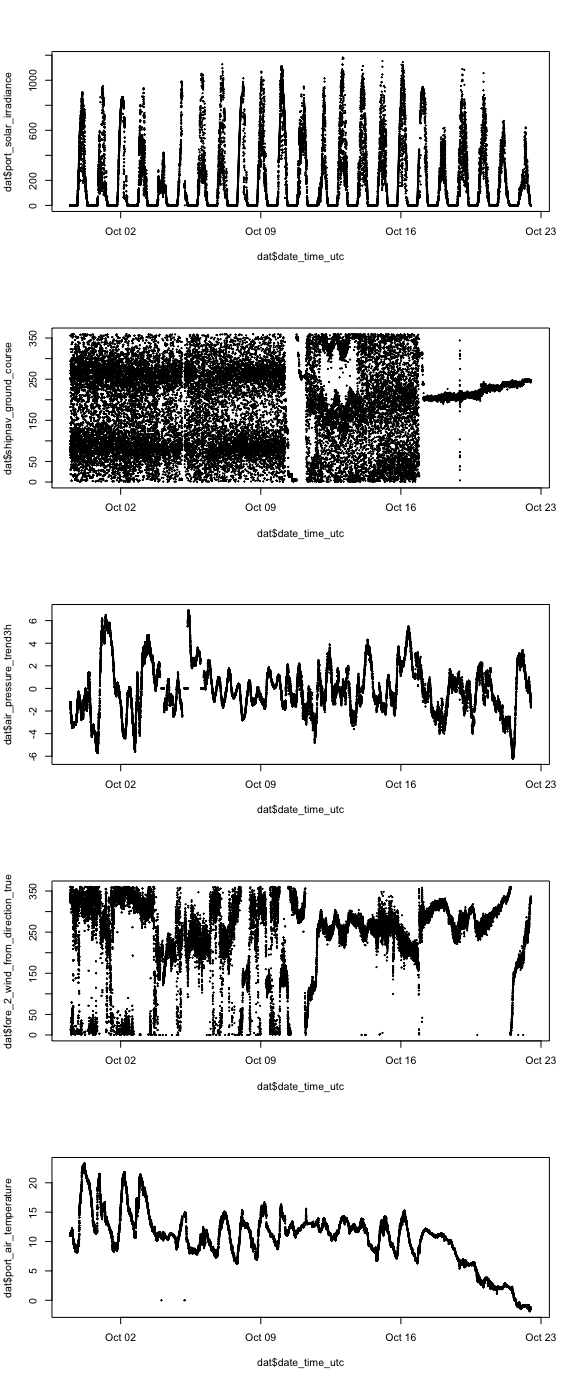 dat$port_solar_irradiance
0 200 600 1000
Oct 02 Oct 09 Oct 16 Oct 23
dat$date_time_utc
dat$shipnav_ground_course
0 50 150 250 350
Oct 02 Oct 09 Oct 16 Oct 23
dat$date_time_utc
dat$air_pressure_trend3h
-6 -4 -2 0 2 4 6
Oct 02 Oct 09 Oct 16 Oct 23
dat$date_time_utc
dat$fore_2_wind_from_direction_true
0 50 150 250 350
Oct 02 Oct 09 Oct 16 Oct 23
dat$date_time_utc
dat$port_air_temperature
0 5 10 15 20
Oct 02 Oct 09 Oct 16 Oct 23
dat$date_time_utc